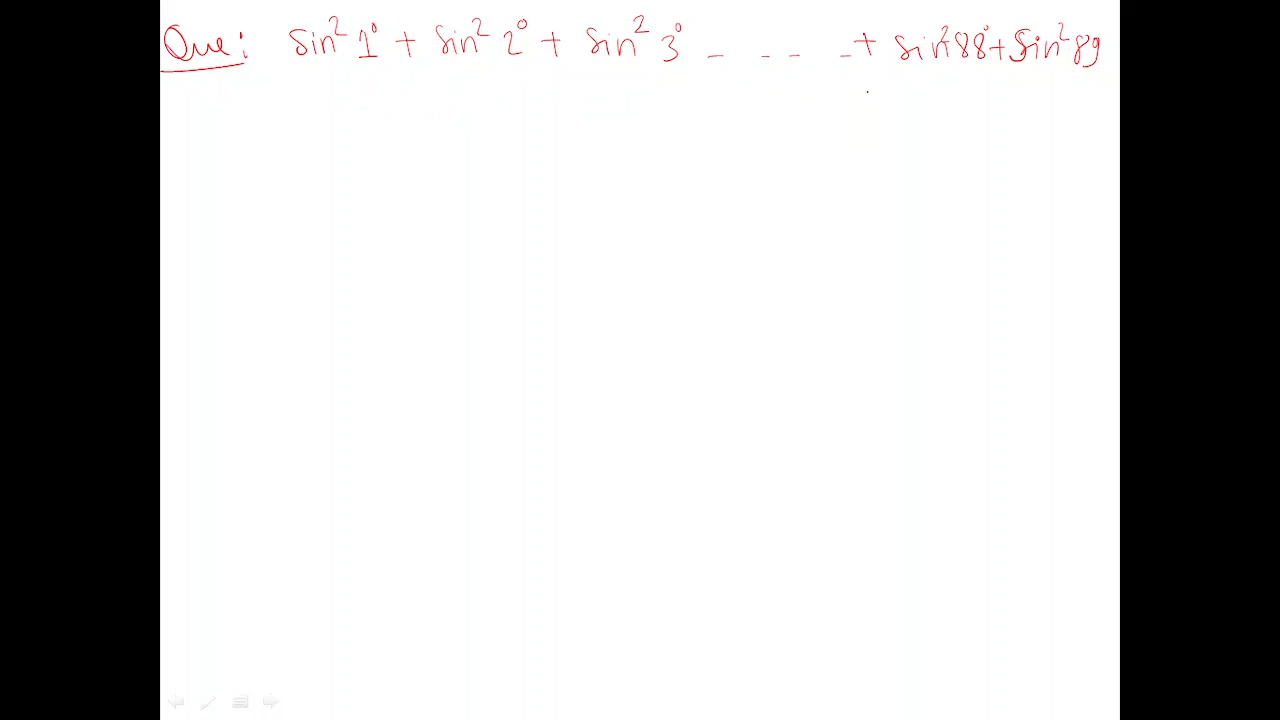 Que: sin² 1° + sin² 2° + sin² 3° - - - - + sin² 88° + sin² 89